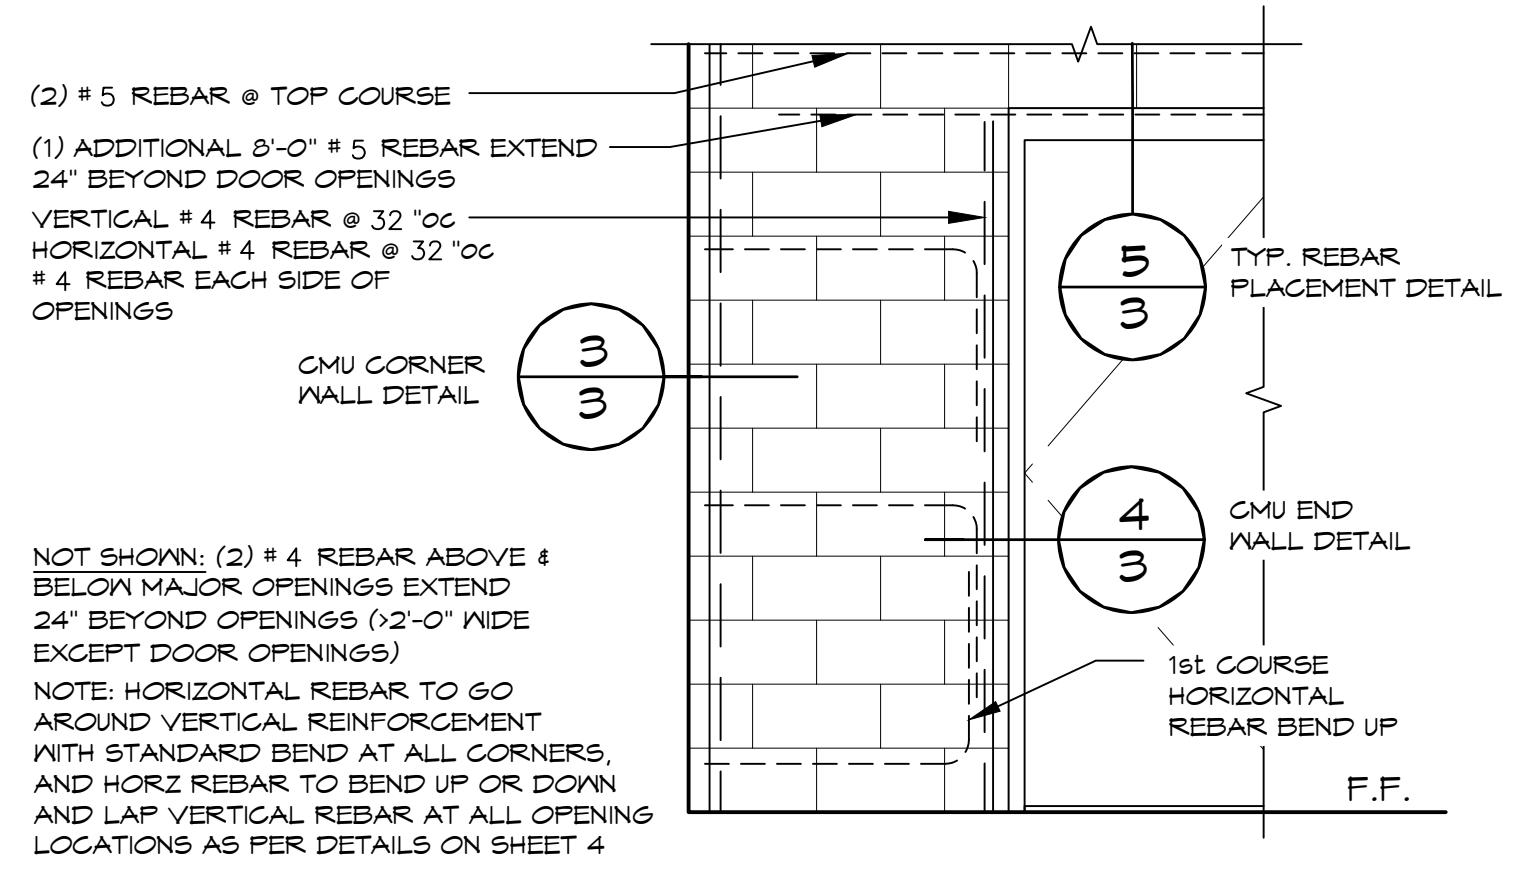 (2) # 5 REBAR @ TOP COURSE
(1) ADDITIONAL 8'-0" # 5 REBAR EXTEND
24" BEYOND DOOR OPENINGS
VERTICAL # 4 REBAR @ 32 "oc
HORIZONTAL # 4 REBAR @ 32 "oc
# 4 REBAR EACH SIDE OF
OPENINGS
5
3
TYP. REBAR
PLACEMENT DETAIL
CMU CORNER
WALL DETAIL
3
3
4
3
CMU END
WALL DETAIL
NOT SHOWN: (2) # 4 REBAR ABOVE &
BELOW MAJOR OPENINGS EXTEND
24" BEYOND OPENINGS (>2'-0" WIDE
EXCEPT DOOR OPENINGS)
NOTE: HORIZONTAL REBAR TO GO
AROUND VERTICAL REINFORCEMENT
WITH STANDARD BEND AT ALL CORNERS,
AND HORZ REBAR TO BEND UP OR DOWN
AND LAP VERTICAL REBAR AT ALL OPENING
LOCATIONS AS PER DETAILS ON SHEET 4
1st COURSE
HORIZONTAL
REBAR BEND UP
F.F.